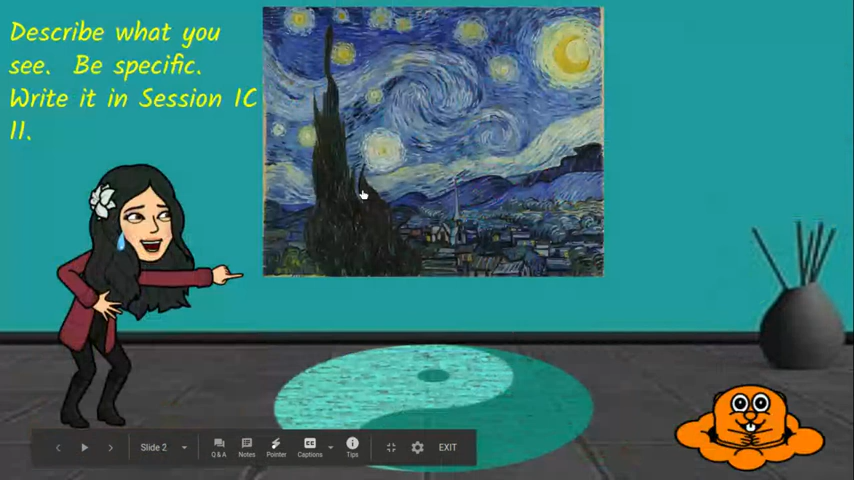 Describe what you
see. Be specific.
Write it in Session 1C
11.
Slide 2
Q & A
Notes
Pointer
CC
Captions
Tips
EXIT